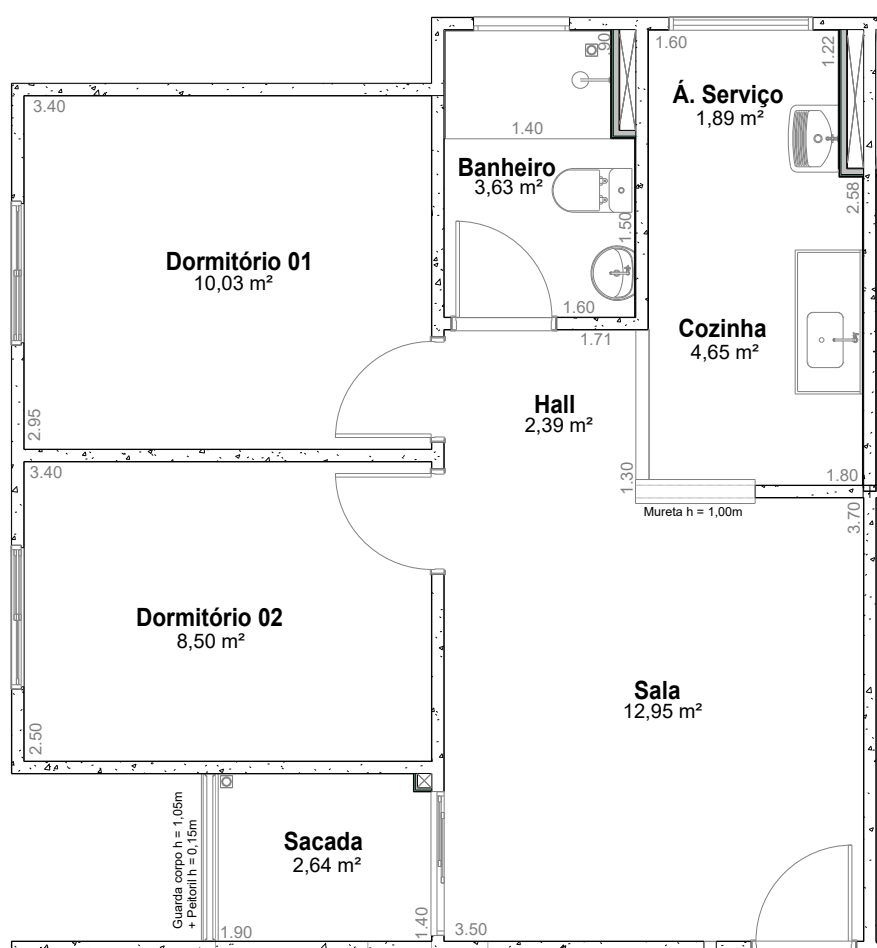 3.40
Dormitório 01
10,03 m²
2.95
.90
1.40
Banheiro
3,63 m²
1.50
1.60
1.60
1.22
Á. Serviço
1,89 m²
2.58
Cozinha
4,65 m²
1.80
1.71
Hall
2,39 m²
1.30
Mureta h = 1,00m
3.40
Dormitório 02
8,50 m²
2.50
3.70
Sala
12,95 m²
3.50
Guarda corpo h = 1,05m
+ Peitoril h = 0,15m
Sacada
2,64 m²
1.90
1.40